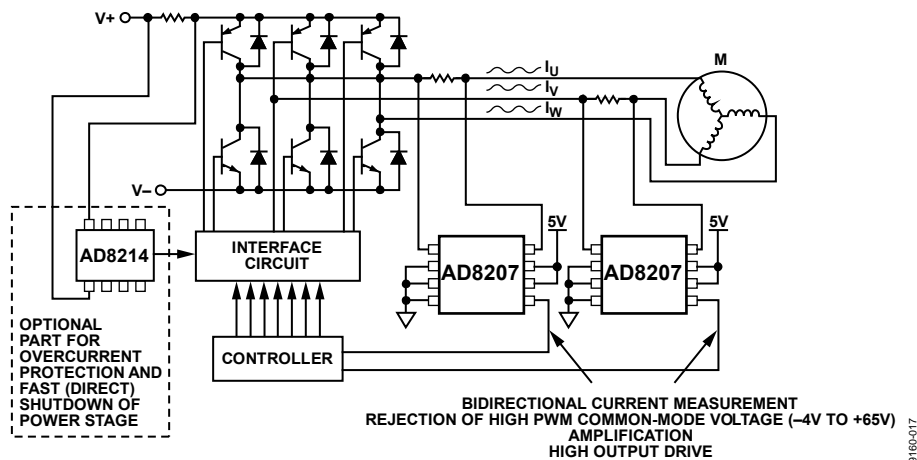 V+
M
IU
IV
IW
V–
5V
5V
AD8214
INTERFACE
CIRCUIT
AD8207
AD8207
OPTIONAL
PART FOR
OVERCURRENT
PROTECTION AND
FAST (DIRECT)
SHUTDOWN OF
POWER STAGE
CONTROLLER
BIDIRECTIONAL CURRENT MEASUREMENT
REJECTION OF HIGH PWM COMMON-MODE VOLTAGE (–4V TO +65V)
AMPLIFICATION
HIGH OUTPUT DRIVE